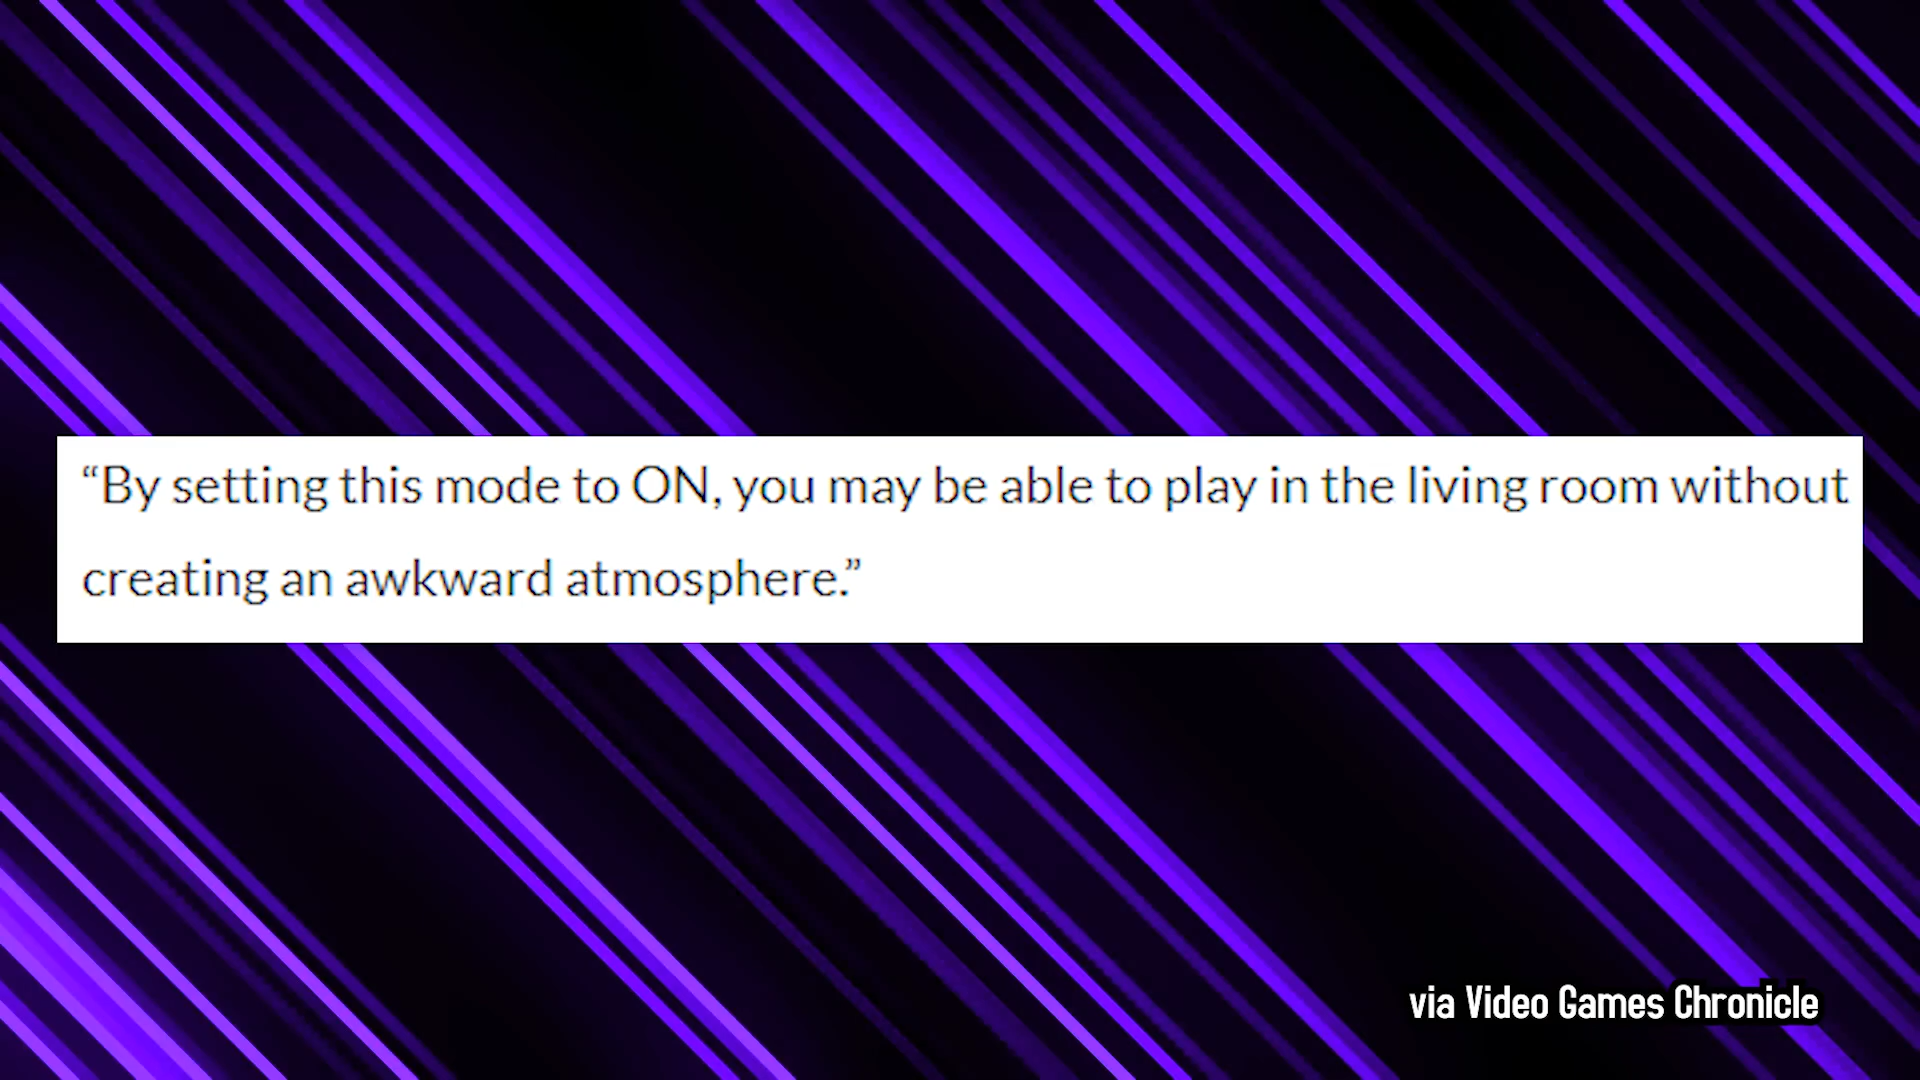 “By setting this mode to ON, you may be able to play in the living room without
creating an awkward atmosphere.”
via Video Games Chronicle